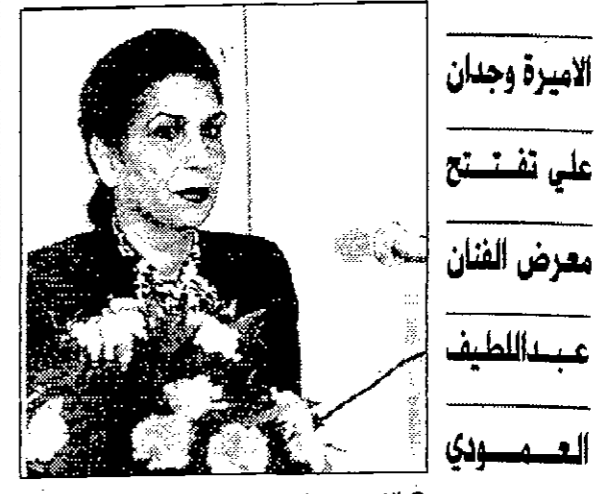 الاميرة وجدان
علي تفتتح
معرض الفنان
عبداللطيف
العمودي